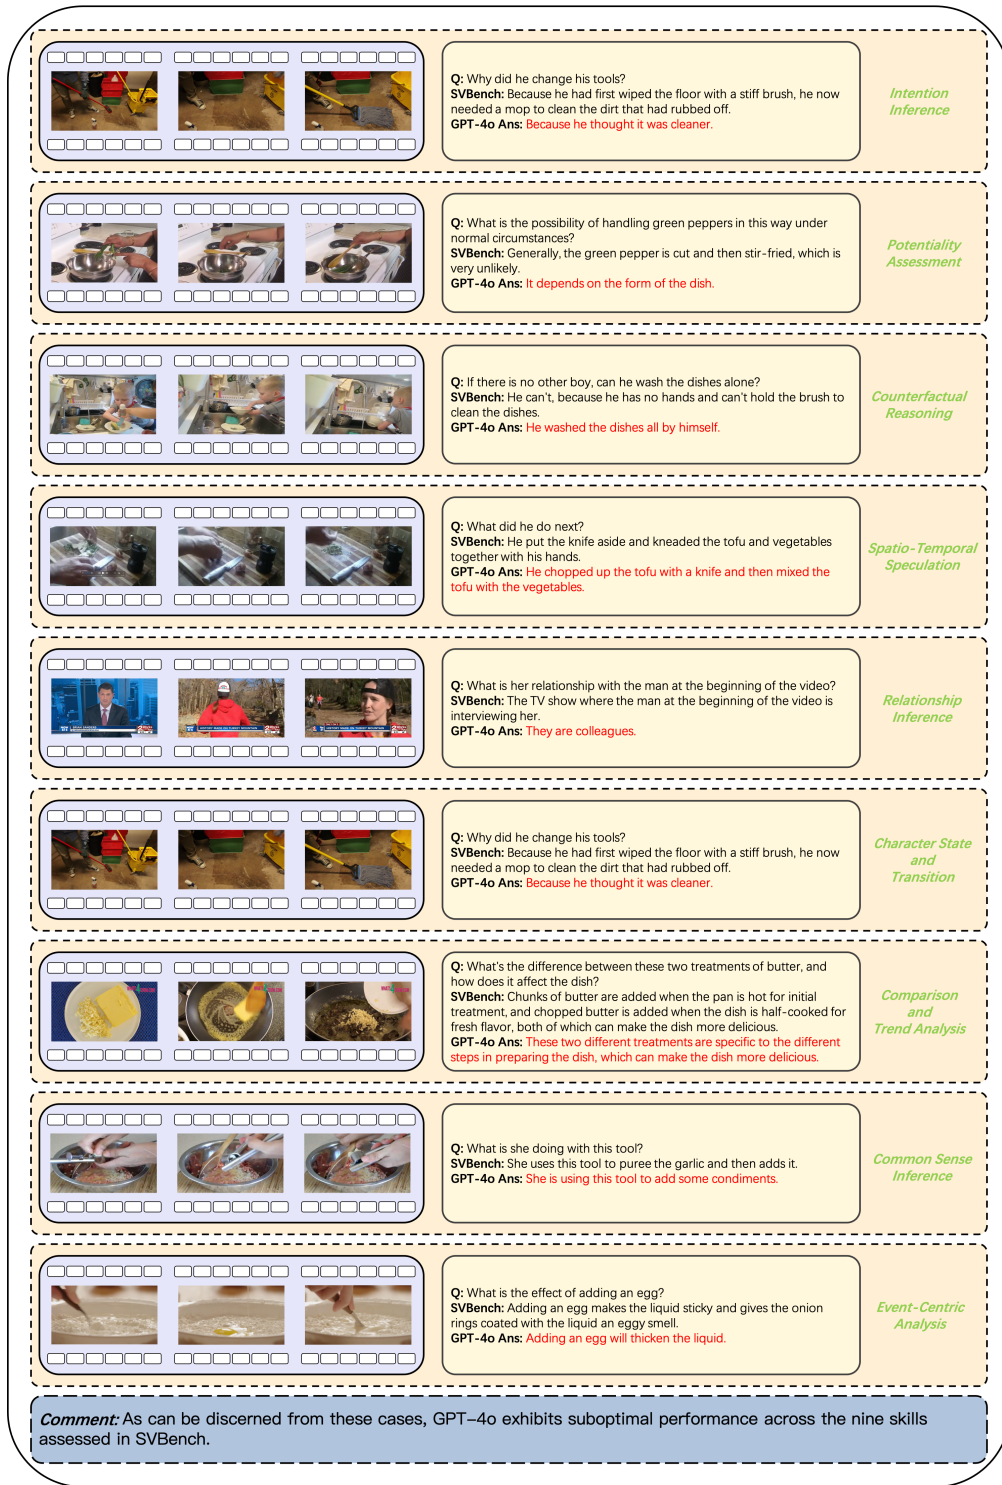 Q: Why did he change his tools?
SVBench: Because he had first wiped the floor with a stiff brush, he now
needed a mop to clean the dirt that had rubbed off.
GPT-4o Ans: Because he thought it was cleaner.
Intention
Inference
Q: What is the possibility of handling green peppers in this way under
normal circumstances?
SVBench: Generally, the green pepper is cut and then stir-fried, which is
very unlikely.
GPT-4o Ans: It depends on the form of the dish.
Potentiality
Assessment
Q: If there is no other boy, can he wash the dishes alone?
SVBench: He can't, because he has no hands and can't hold the brush to
clean the dishes.
GPT-4o Ans: He washed the dishes all by himself.
Counterfactual
Reasoning
Q: What did he do next?
SVBench: He put the knife aside and kneaded the tofu and vegetables
together with his hands.
GPT-4o Ans: He chopped up the tofu with a knife and then mixed the
tofu with the vegetables.
Spatio-Temporal
Speculation
Q: What is her relationship with the man at the beginning of the video?
SVBench: The TV show where the man at the beginning of the video is
interviewing her.
GPT-4o Ans: They are colleagues.
Relationship
Inference
Q: Why did he change his tools?
SVBench: Because he had first wiped the floor with a stiff brush, he now
needed a mop to clean the dirt that had rubbed off.
GPT-4o Ans: Because he thought it was cleaner.
Character State
and
Transition
Q: What's the difference between these two treatments of butter, and
how does it affect the dish?
SVBench: Chunks of butter are added when the pan is hot for initial
treatment, and chopped butter is added when the dish is half-cooked for
fresh flavor, both of which can make the dish more delicious.
GPT-4o Ans: These two different treatments are specific to the different
steps in preparing the dish, which can make the dish more delicious.
Comparison
and
Trend Analysis
Q: What is she doing with this tool?
SVBench: She uses this tool to puree the garlic and then adds it.
GPT-4o Ans: She is using this tool to add some condiments.
Common Sense
Inference
Q: What is the effect of adding an egg?
SVBench: Adding an egg makes the liquid sticky and gives the onion
rings coated with the liquid an eggy smell.
GPT-4o Ans: Adding an egg will thicken the liquid.
Event-Centric
Analysis
Comment: As can be discerned from these cases, GPT-4o exhibits suboptimal performance across the nine skills
assessed in SVBench.